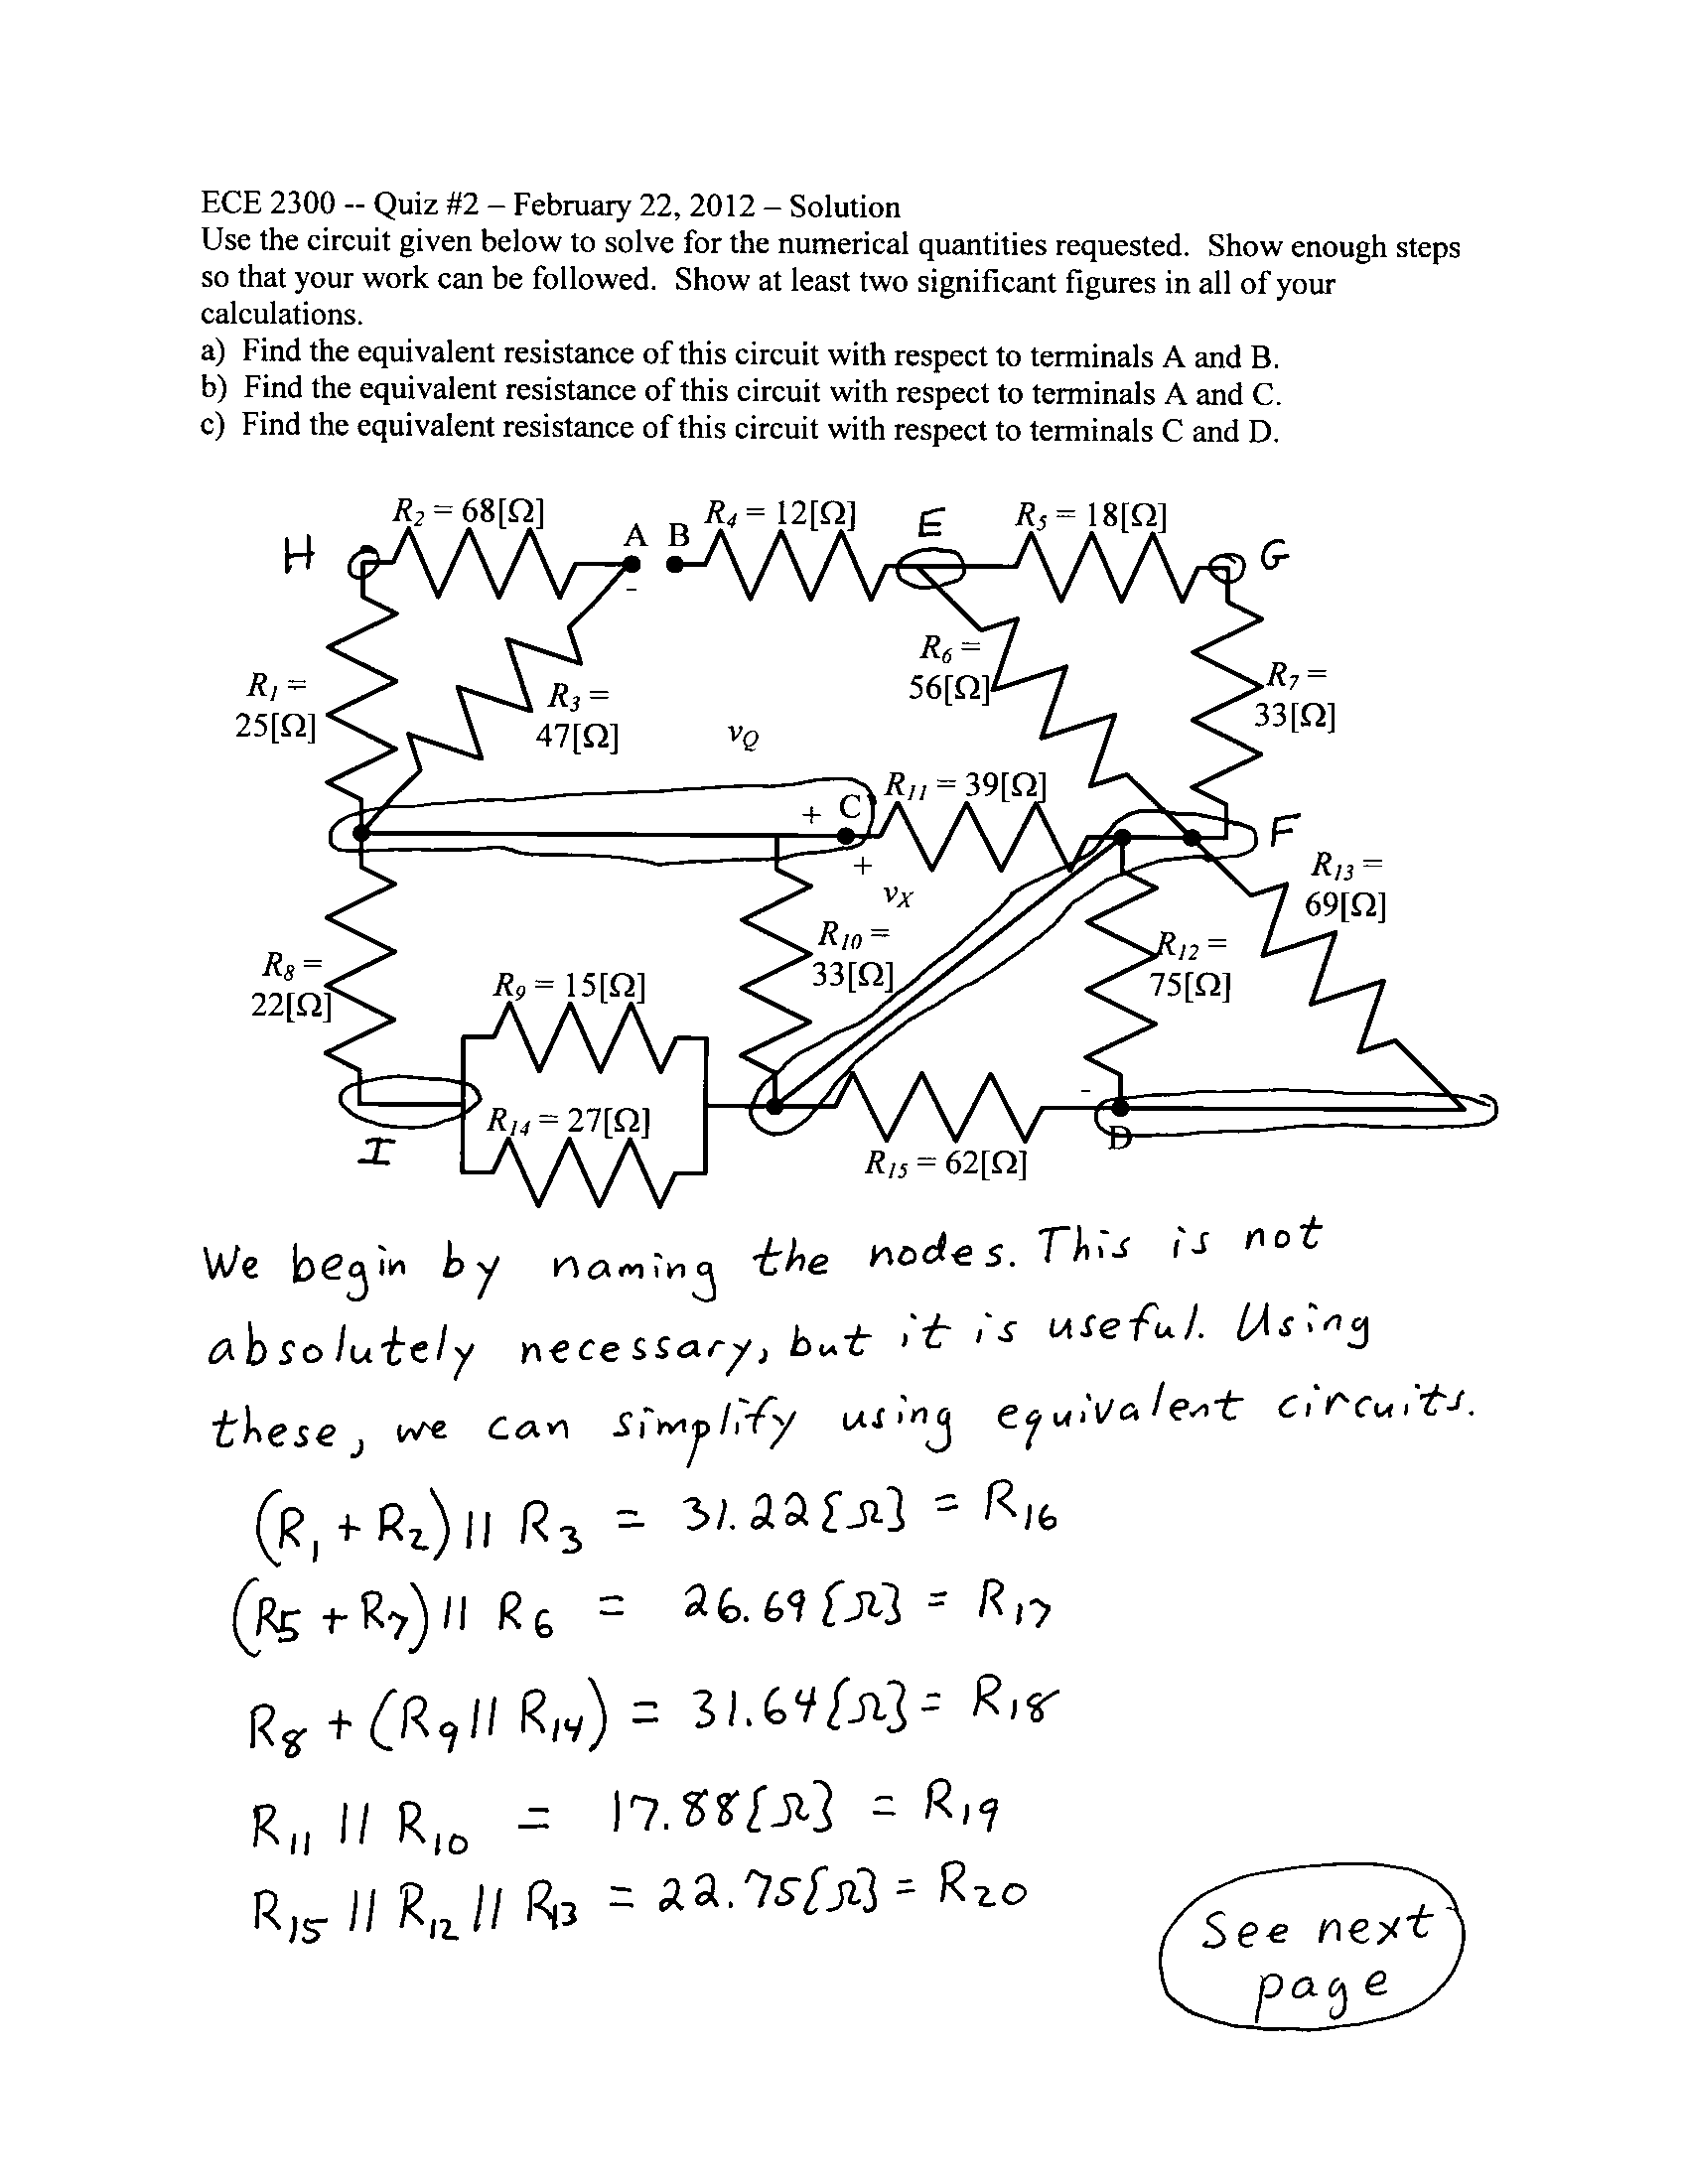 ECE 2300 -- Quiz #2 – February 22, 2012 – Solution
Use the circuit given below to solve for the numerical quantities requested. Show enough steps
so that your work can be followed. Show at least two significant figures in all of your
calculations.
a) Find the equivalent resistance of this circuit with respect to terminals A and B.
b) Find the equivalent resistance of this circuit with respect to terminals A and C.
c) Find the equivalent resistance of this circuit with respect to terminals C and D.
R2 = 68[Ω]
R4 = 12[Ω]
R5 = 18[Ω]
H
A B
E
G
-
R1 =
25[Ω]
R3 =
47[Ω]
vQ
R6 =
56[Ω]
R7 =
33[Ω]
R11 = 39[Ω]
+ C
F
+
vX
R13 =
69[Ω]
R8 =
22[Ω]
R9 = 15[Ω]
R10 =
33[Ω]
R12 =
75[Ω]
-
R14 = 27[Ω]
I
D
R15 = 62[Ω]
We begin by naming the nodes. This is not
absolutely necessary, but it is useful. Using
these, we can simplify using equivalent circuits.
(R1 + R2) || R3 = 31.22{Ω} = R16
(R5 + R7) || R6 = 26.69{Ω} = R17
R8 + (R9 || R14) = 31.64{Ω} = R18
R11 || R10 = 17.88{Ω} = R19
R15 || R12 || R13 = 22.75{Ω} = R20
See next
page